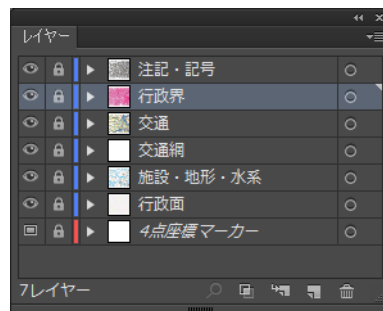 レイヤー
注記・記号
行政界
交通
交通網
施設・地形・水系
行政面
4点座標マーカー
7レイヤー